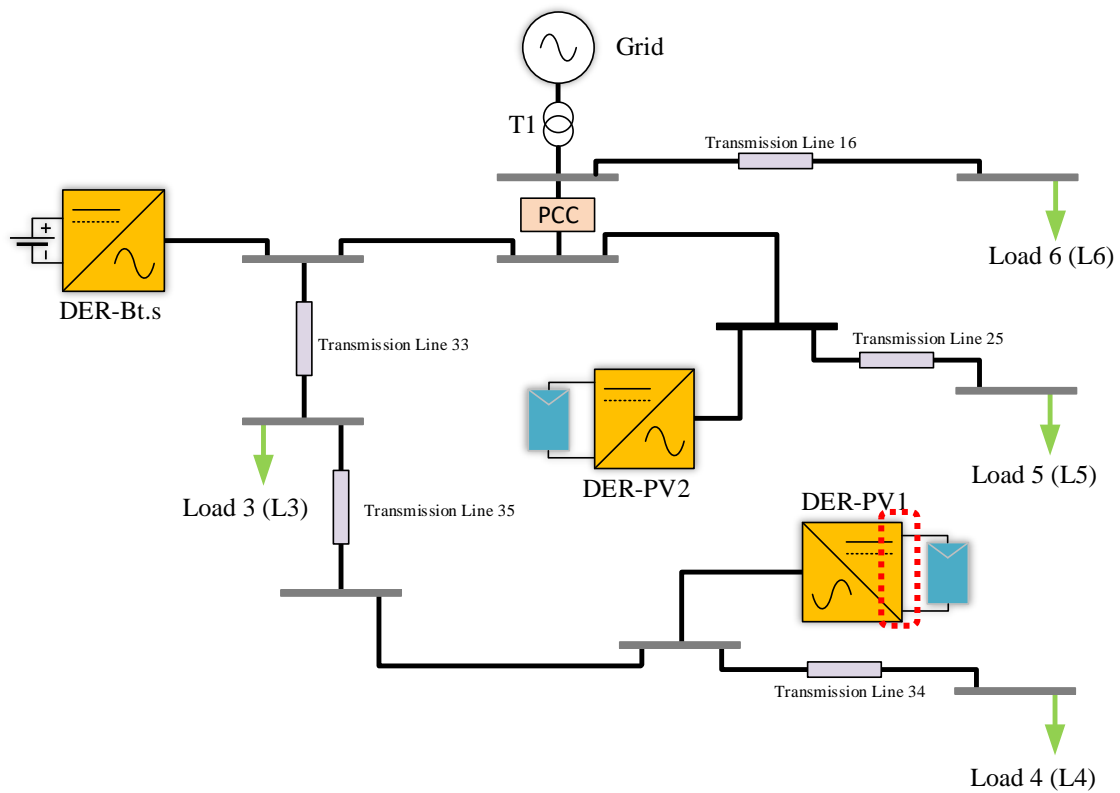 Grid
T1
Transmission Line 16
PCC
+
-
Load 6 (L6)
DER-Bt.s
Transmission Line 33
Transmission Line 25
DER-PV2
Load 5 (L5)
Load 3 (L3)
Transmission Line 35
DER-PV1
Transmission Line 34
Load 4 (L4)